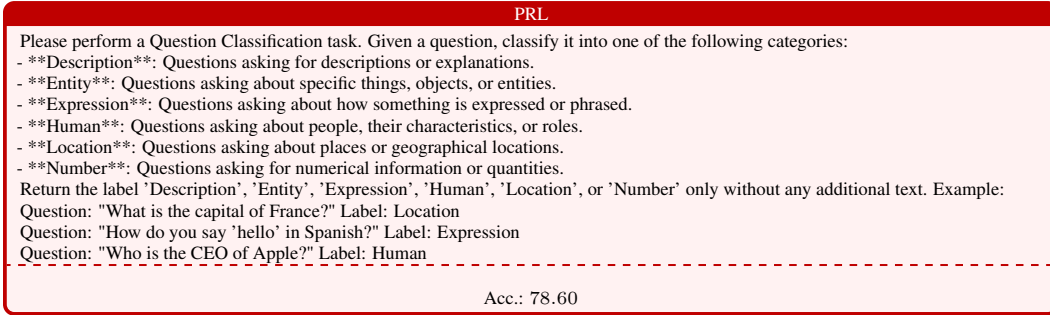 PRL
Please perform a Question Classification task. Given a question, classify it into one of the following categories:
- **Description**: Questions asking for descriptions or explanations.
- **Entity**: Questions asking about specific things, objects, or entities.
- **Expression**: Questions asking about how something is expressed or phrased.
- **Human**: Questions asking about people, their characteristics, or roles.
- **Location**: Questions asking about places or geographical locations.
- **Number**: Questions asking for numerical information or quantities.
Return the label ’Description’, ’Entity’, ’Expression’, ’Human’, ’Location’, or ’Number’ only without any additional text. Example:
Question: "What is the capital of France?" Label: Location
Question: "How do you say ’hello’ in Spanish?" Label: Expression
Question: "Who is the CEO of Apple?" Label: Human
Acc.: 78.60